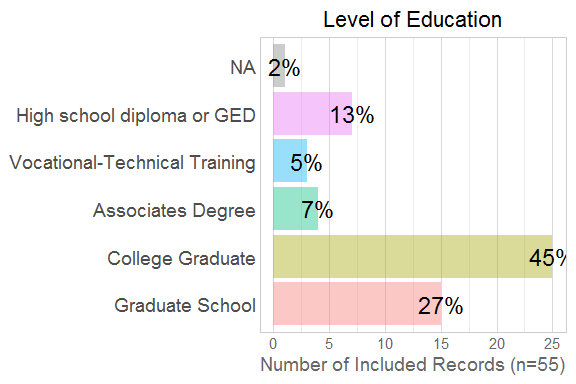 Level of Education
NA 2%
High school diploma or GED 13%
Vocational-Technical Training 5%
Associates Degree 7%
College Graduate 45%
Graduate School 27%
0 5 10 15 20 25
Number of Included Records (n=55)